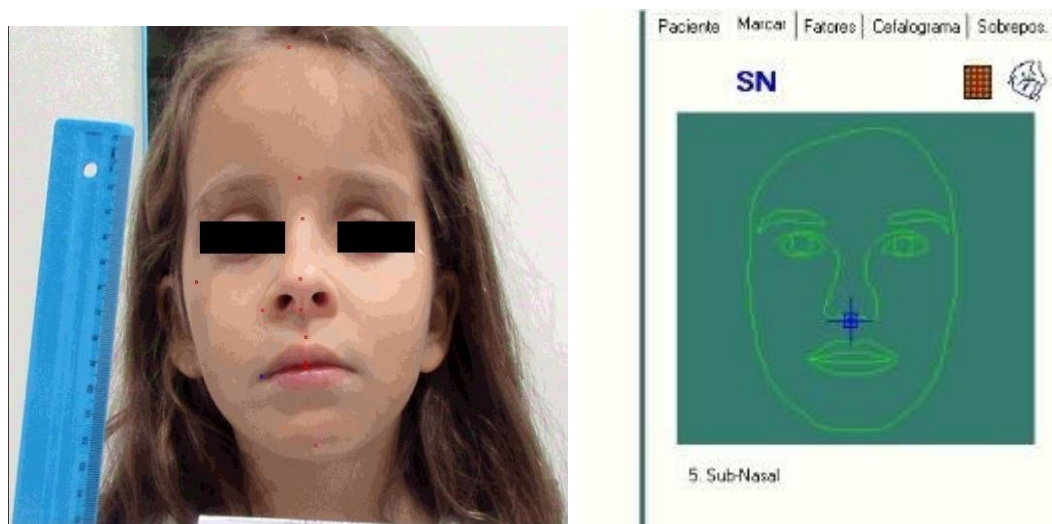 Paciente
Marcar
Fatores
Cefalograma
Sobrepos.
SN
5. Sub-Nasal